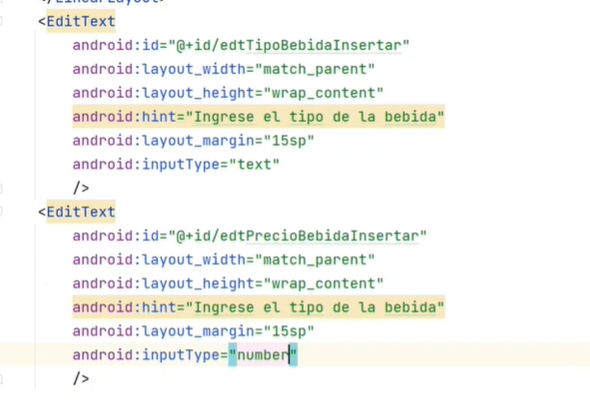 </LinearLayout>
<EditText
android:id="@+id/edtTipoBebidaInsertar"
android:layout_width="match_parent"
android:layout_height="wrap_content"
android:hint="Ingrese el tipo de la bebida"
android:layout_margin="15sp"
android:inputType="text"
/>
<EditText
android:id="@+id/edtPrecioBebidaInsertar"
android:layout_width="match_parent"
android:layout_height="wrap_content"
android:hint="Ingrese el tipo de la bebida"
android:layout_margin="15sp"
android:inputType="number"
/>